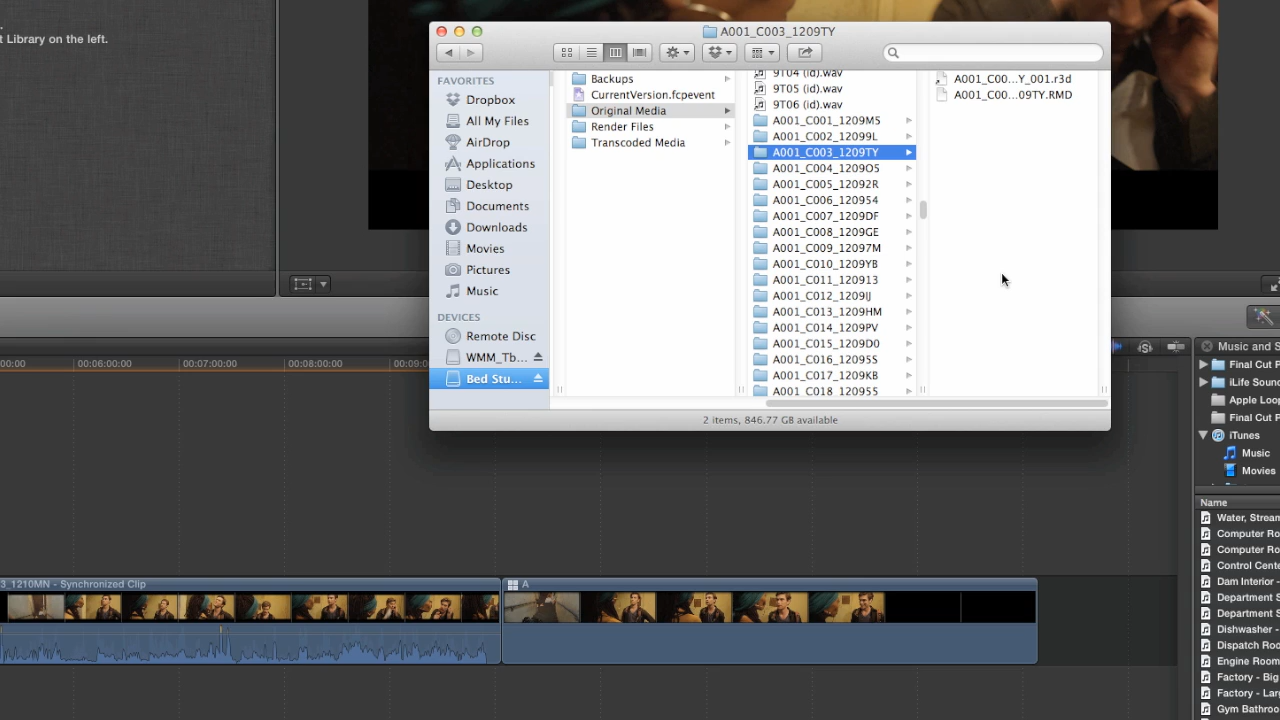 t Library on the left.
A001_C003_1209TY
FAVORITES
Dropbox
All My Files
AirDrop
Applications
Desktop
Documents
Downloads
Movies
Pictures
Music
DEVICES
Remote Disc
WMM_Tb...
Bed Stu...
Backups
CurrentVersion.fcpevent
Original Media
Render Files
Transcoded Media
9T04 (id).wav
9T05 (id).wav
9T06 (id).wav
A001_C001_1209M5
A001_C002_12099L
A001_C003_1209TY
A001_C004_1209O5
A001_C005_12092R
A001_C006_120954
A001_C007_1209DF
A001_C008_1209GE
A001_C009_12097M
A001_C010_1209YB
A001_C011_120913
A001_C012_1209IJ
A001_C013_1209HM
A001_C014_1209PV
A001_C015_1209D0
A001_C016_12095S
A001_C017_1209KB
A001_C018_120955
A001_C00...Y_001.r3d
A001_C00...09TY.RMD
2 items, 846.77 GB available
00:00
00:06:00:00
00:07:00:00
00:08:00:00
00:09:
3_1210MN - Synchronized Clip
A
Music and S
Final Cut P
iLife Sound
Apple Loop
Final Cut P
iTunes
Music
Movies
Name
Water, Stream
Computer Ro
Computer Ro
Control Cente
Dam Interior -
Department S
Department S
Dishwasher -
Dispatch Roo
Engine Room
Factory - Big
Factory - Lar
Gym Bathroo